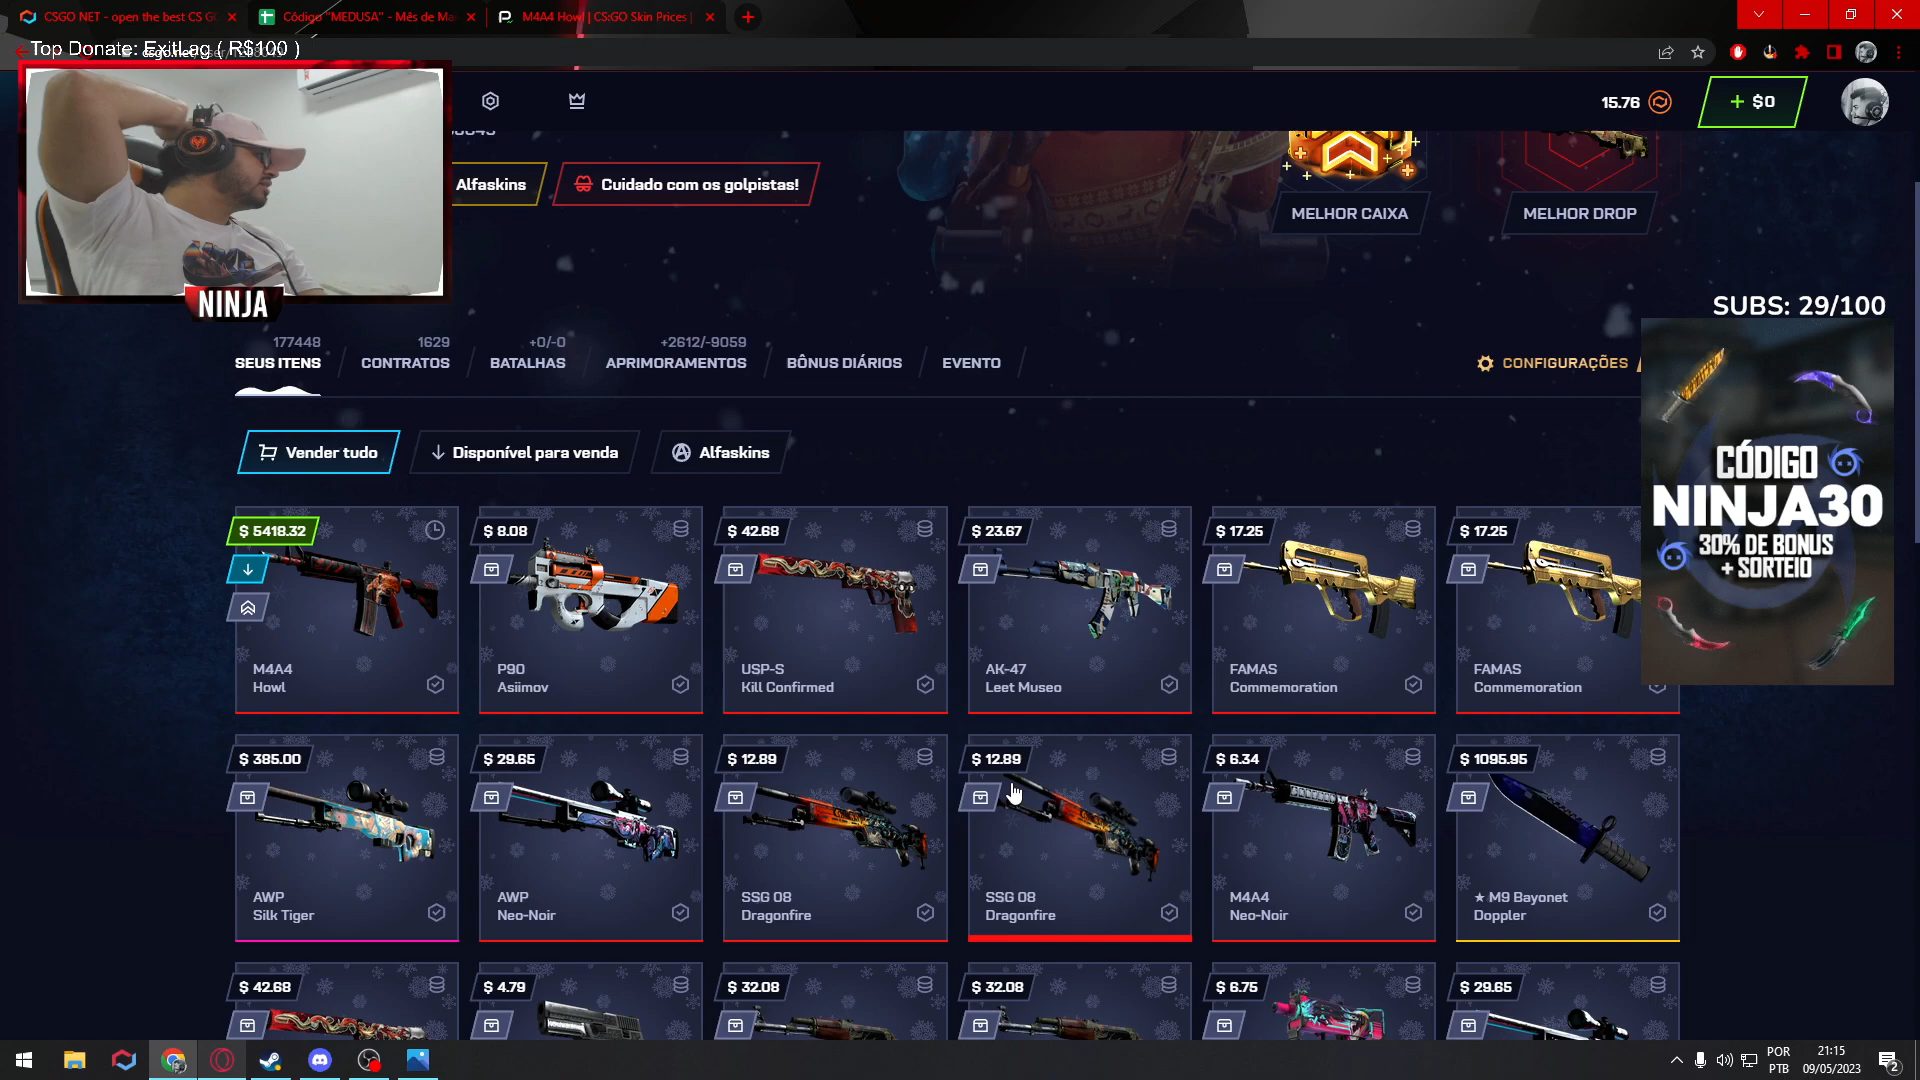 CSGO NET - open the best CS GO
Código "MEDUSA" - Mês de Ma
M4A4 Howl | CS:GO Skin Prices |
Top Donate: ExitLag ( R$100 )
15.76
+ $0
Alfaskins
Cuidado com os golpistas!
MELHOR CAIXA
MELHOR DROP
NINJA
SUBS: 29/100
177448
1629
+0/-0
+2612/-9059
SEUS ITENS
CONTRATOS
BATALHAS
APRIMORAMENTOS
BÔNUS DIÁRIOS
EVENTO
CONFIGURAÇÕES
Vender tudo
Disponível para venda
Alfaskins
CÓDIGO
NINJA30
30% DE BONUS
+ SORTEIO
$ 5418.32
M4A4
Howl
$ 8.08
P90
Asiimov
$ 42.68
USP-S
Kill Confirmed
$ 23.67
AK-47
Leet Museo
$ 17.25
FAMAS
Commemoration
$ 17.25
FAMAS
Commemoration
$ 385.00
AWP
Silk Tiger
$ 29.65
AWP
Neo-Noir
$ 12.89
SSG 08
Dragonfire
$ 12.89
SSG 08
Dragonfire
$ 6.34
M4A4
Neo-Noir
$ 1095.95
★ M9 Bayonet
Doppler
$ 42.68
$ 4.79
$ 32.08
$ 32.08
$ 6.75
$ 29.65
POR
PTB
21:15
09/05/2023
2